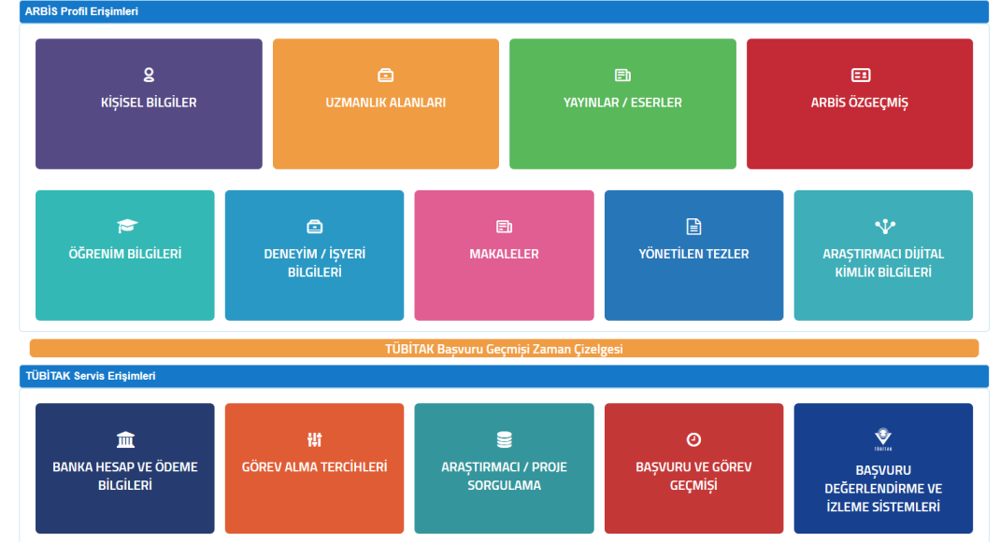 ARBİS Profil Erişimleri
KİŞİSEL BİLGİLER
UZMANLIK ALANLARI
YAYINLAR / ESERLER
ARBİS ÖZGEÇMİŞ
ÖĞRENİM BİLGİLERİ
DENEYİM / İŞYERİ
BİLGİLERİ
MAKALELER
YÖNETİLEN TEZLER
ARAŞTIRMACI DİJİTAL
KİMLİK BİLGİLERİ
TÜBİTAK Başvuru Geçmişi Zaman Çizelgesi
TÜBİTAK Servis Erişimleri
BANKA HESAP VE ÖDEME
BİLGİLERİ
GÖREV ALMA TERCİHLERİ
ARAŞTIRMACI / PROJE
SORGULAMA
BAŞVURU VE GÖREV
GEÇMİŞİ
TÜBİTAK
BAŞVURU
DEĞERLENDİRME VE
İZLEME SİSTEMLERİ